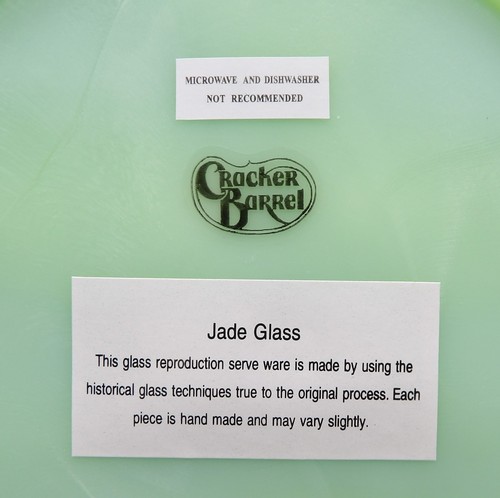 MICROWAVE AND DISHWASHER
NOT RECOMMENDED
Cracker
Barrel
Jade Glass
This glass reproduction serve ware is made by using the
historical glass techniques true to the original process. Each
piece is hand made and may vary slightly.